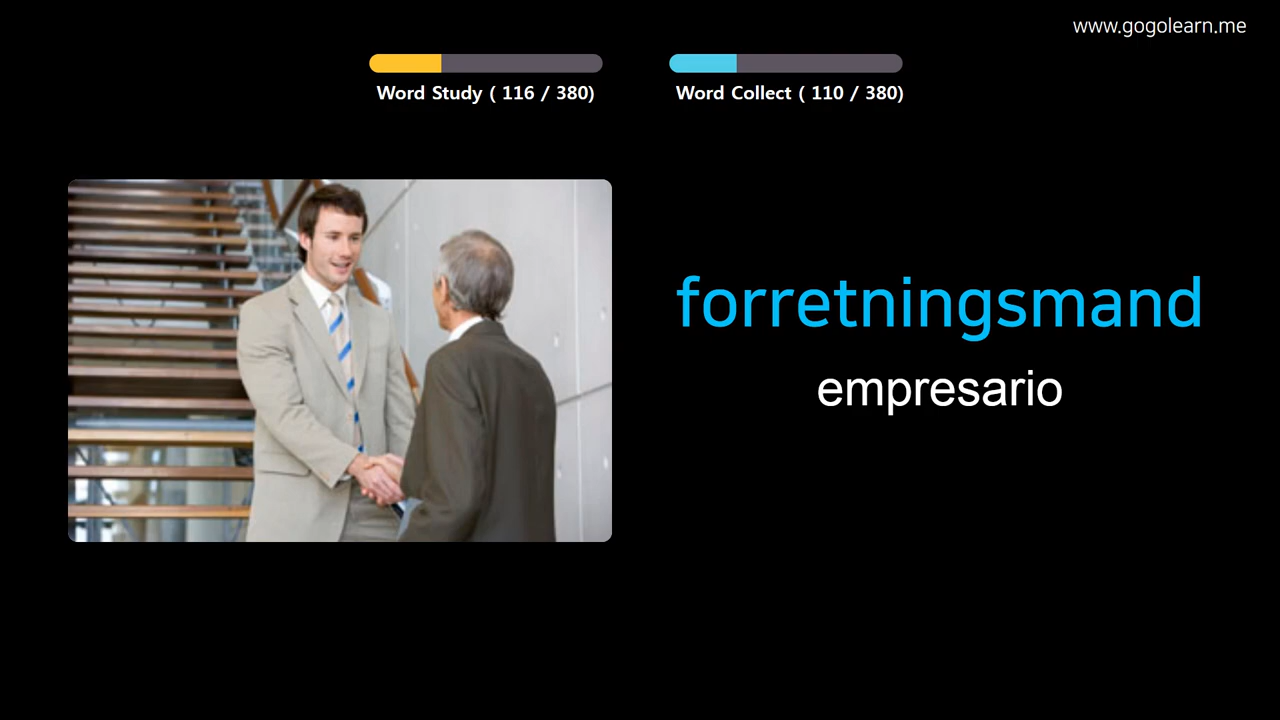 www.gogolearn.me
Word Study ( 116 / 380)
Word Collect ( 110 / 380)
forretningsmand
empresario